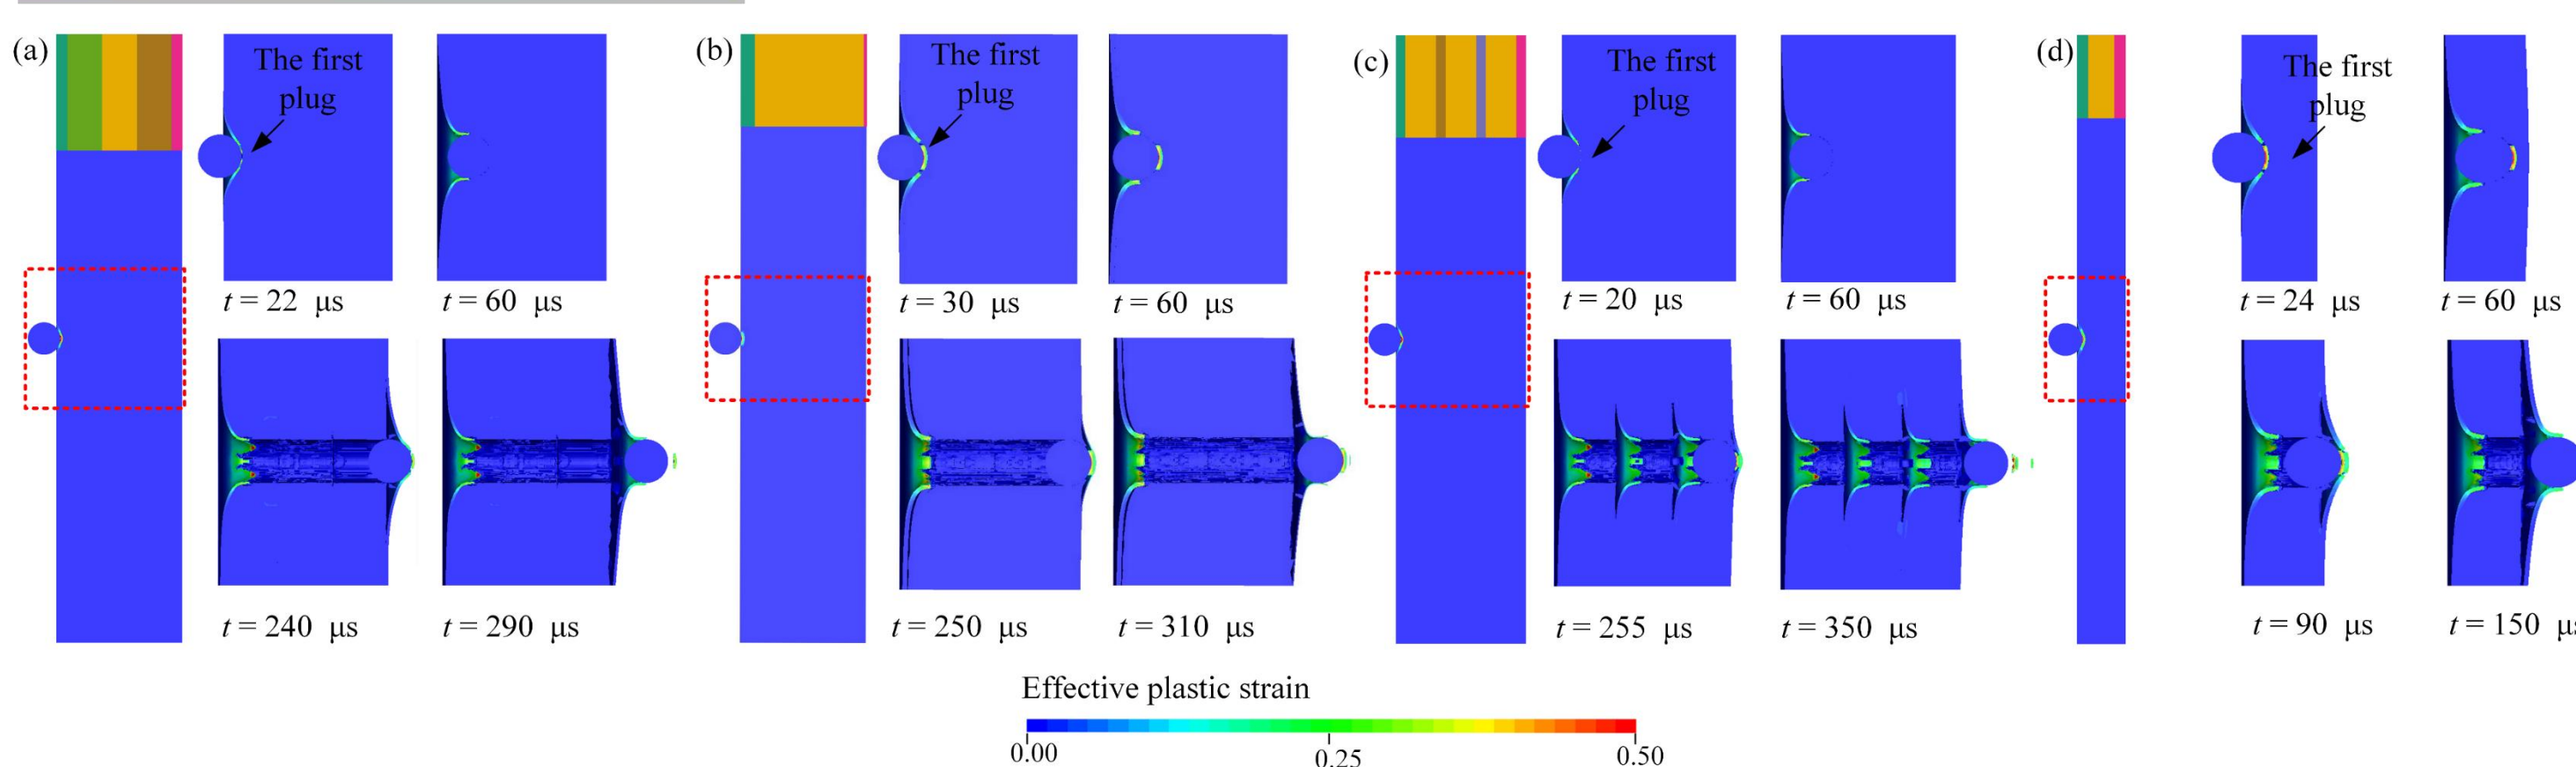 (a)
The first
plug
t = 22 μs
t = 60 μs
t = 240 μs
t = 290 μs
(b)
The first
plug
t = 30 μs
t = 60 μs
t = 250 μs
t = 310 μs
(c)
The first
plug
t = 20 μs
t = 60 μs
t = 255 μs
t = 350 μs
(d)
The first
plug
t = 24 μs
t = 60 μs
t = 90 μs
t = 150 μs
Effective plastic strain
0.00
0.25
0.50